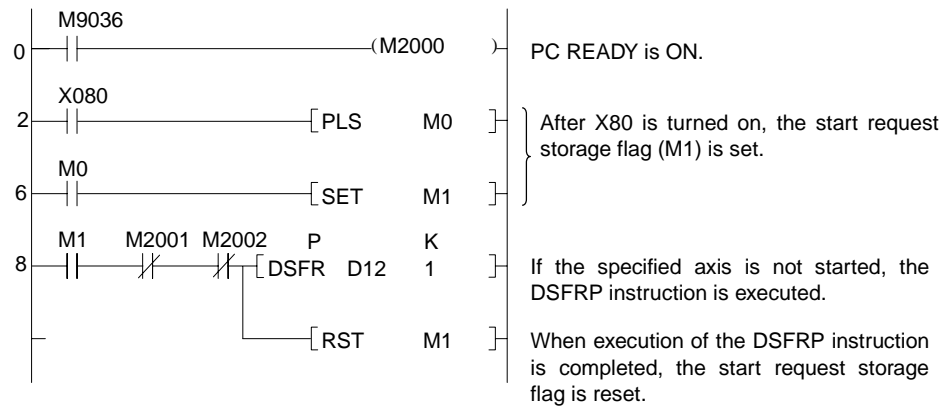 M9036
0 (M2000 ) PC READY is ON.
X080
2 [PLS M0 ] After X80 is turned on, the start request
storage flag (M1) is set.
M0
6 [SET M1 ]
M1 M2001 M2002 P K
8 [DSFR D12 1 ] If the specified axis is not started, the
DSFRP instruction is executed.
[RST M1 ] When execution of the DSFRP instruction
is completed, the start request storage
flag is reset.